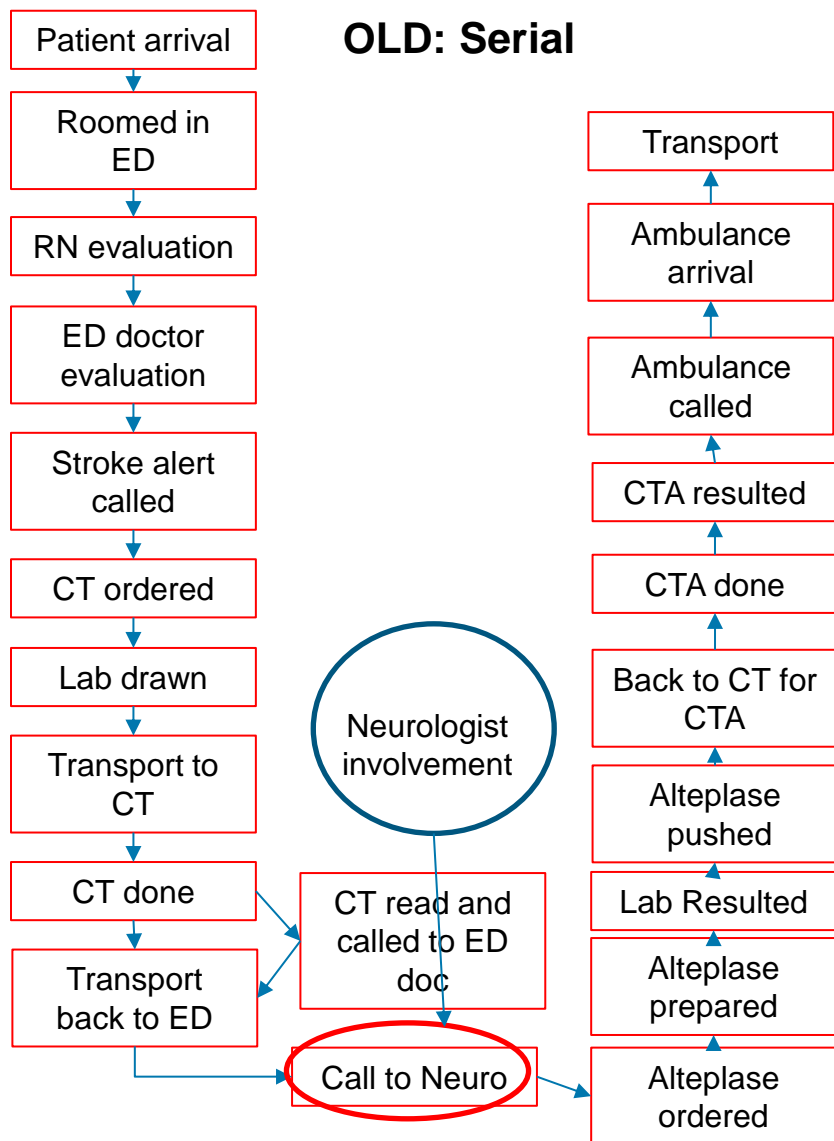 OLD: Serial
Patient arrival
Roomed in
ED
RN evaluation
ED doctor
evaluation
Stroke alert
called
CT ordered
Lab drawn
Transport to
CT
CT done
Transport
back to ED
CT read and
called to ED
doc
Neurologist
involvement
Call to Neuro
Transport
Ambulance
arrival
Ambulance
called
CTA resulted
CTA done
Back to CT for
CTA
Alteplase
pushed
Lab Resulted
Alteplase
prepared
Alteplase
ordered